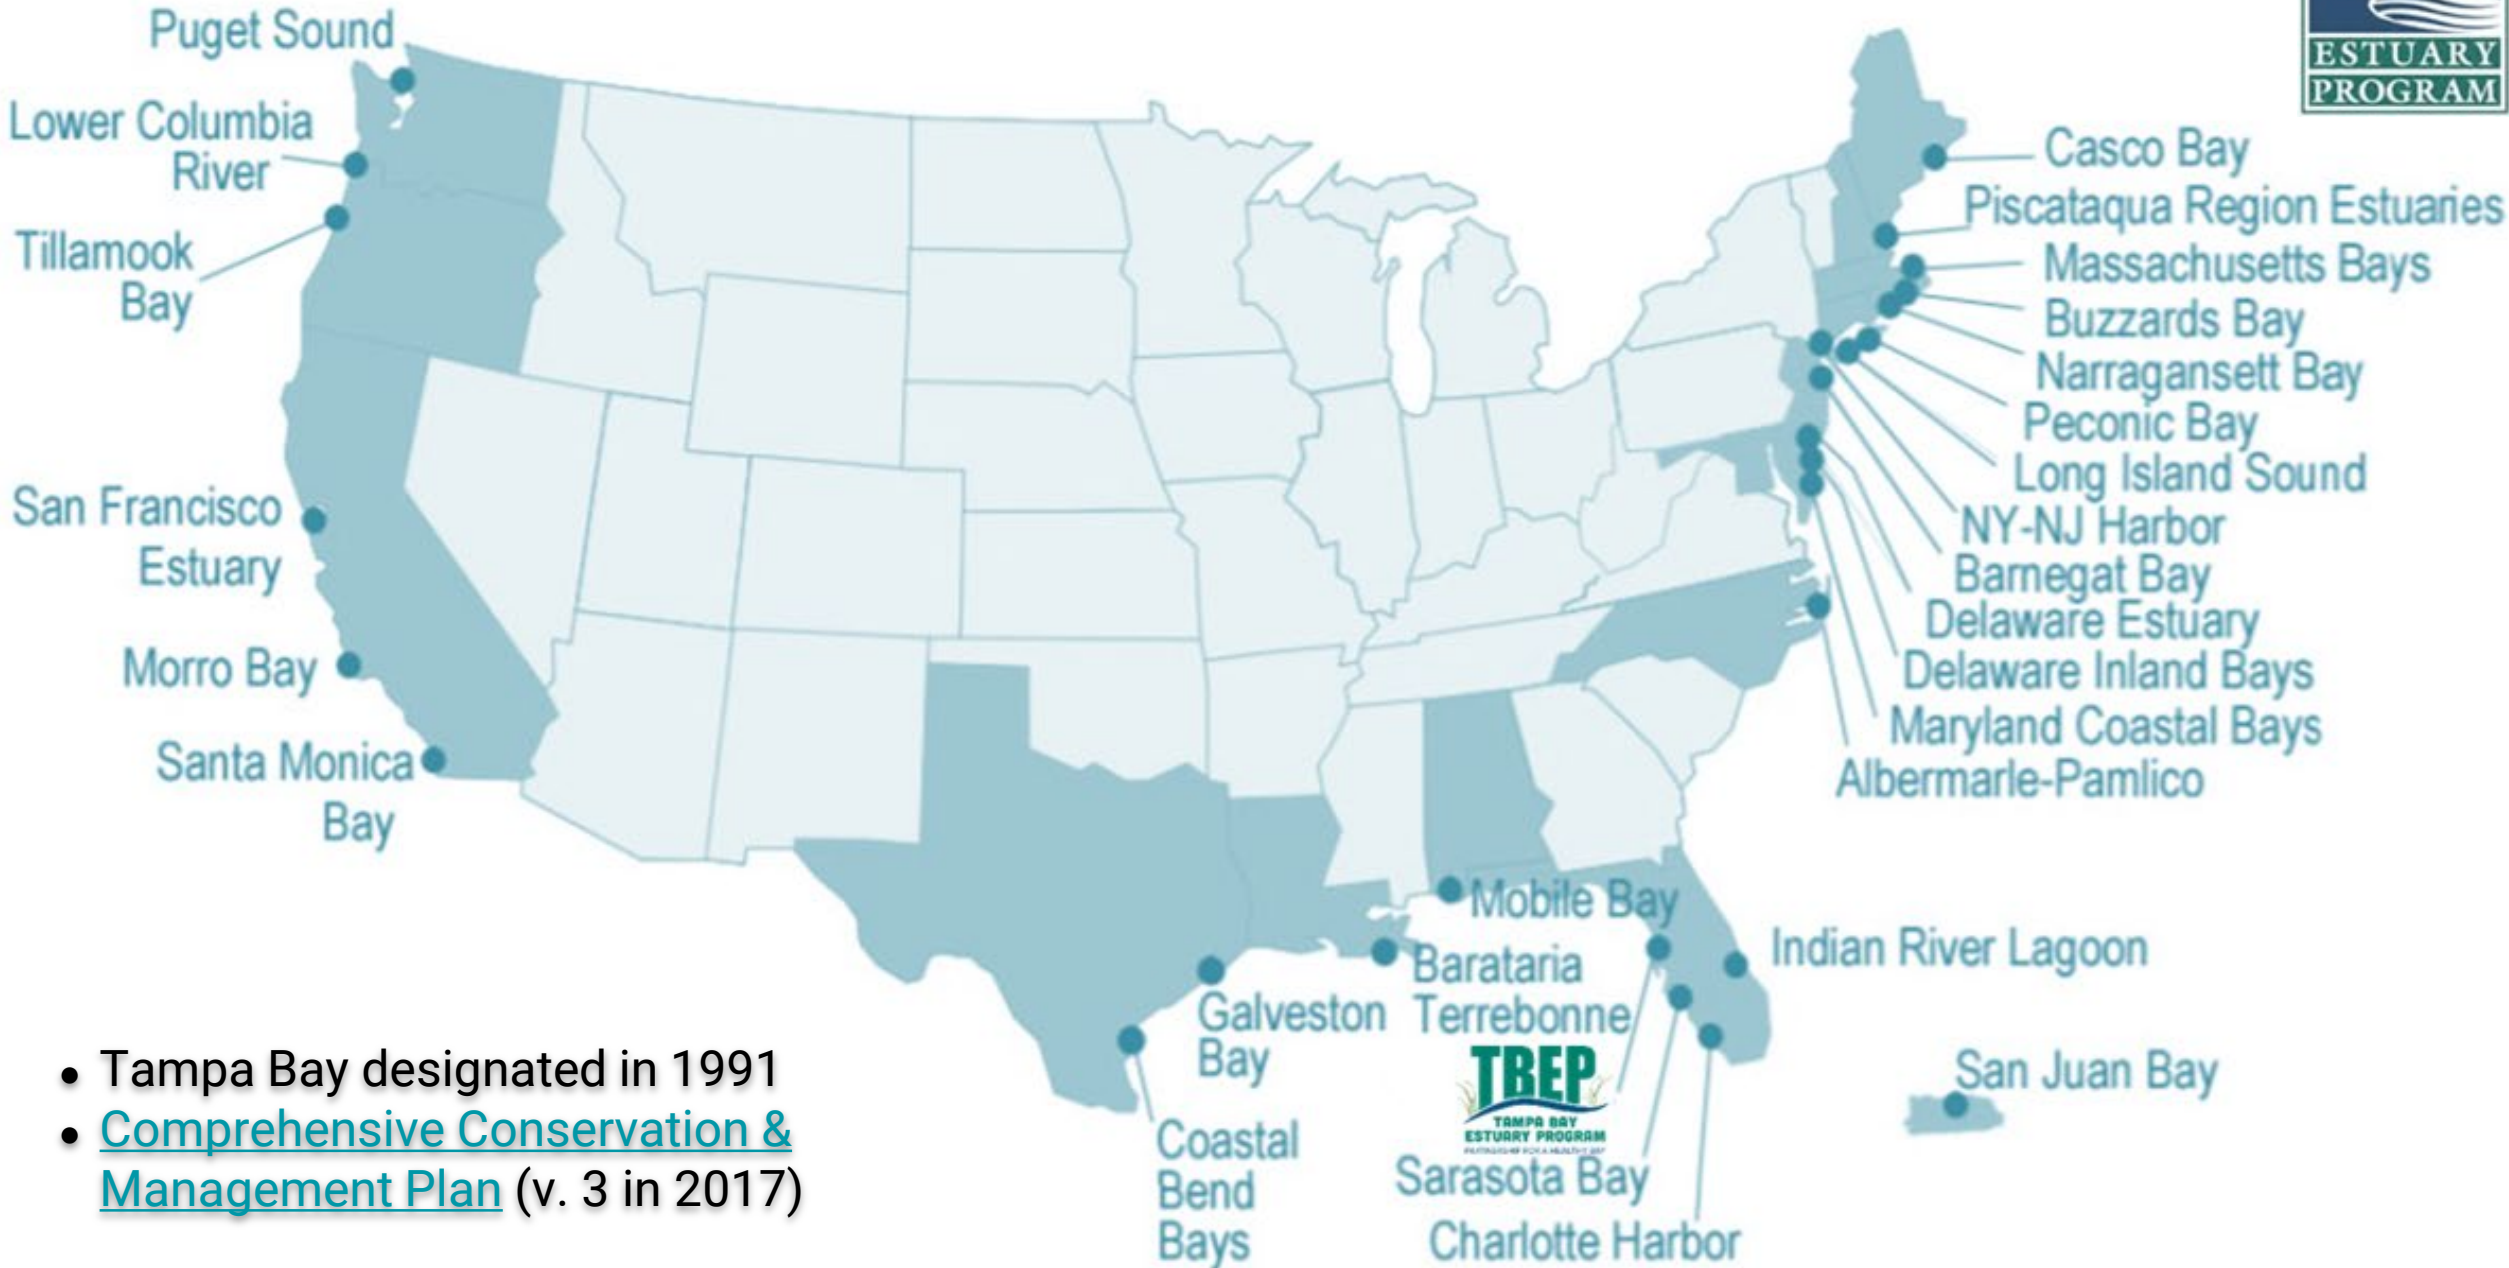 Puget Sound
Lower Columbia
River
Tillamook
Bay
San Francisco
Estuary
Morro Bay
Santa Monica
Bay
ESTUARY
PROGRAM
Casco Bay
Piscataqua Region Estuaries
Massachusetts Bays
Buzzards Bay
Narragansett Bay
Peconic Bay
Long Island Sound
NY-NJ Harbor
Barnegat Bay
Delaware Estuary
Delaware Inland Bays
Maryland Coastal Bays
Albermarle-Pamlico
Mobile Bay
Indian River Lagoon
Barataria
Terrebonne
Galveston
Bay
Coastal
Bend
Bays
TBEP
TAMPA BAY
ESTUARY PROGRAM
PARTNERSHIP FOR A HEALTHY BAY
Sarasota Bay
Charlotte Harbor
San Juan Bay
• Tampa Bay designated in 1991
• Comprehensive Conservation &
Management Plan (v. 3 in 2017)